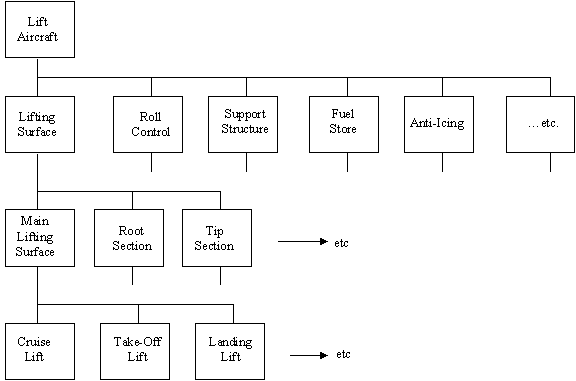 Lift
Aircraft
Lifting
Surface
Roll
Control
Support
Structure
Fuel
Store
Anti-Icing
...etc.
Main
Lifting
Surface
Root
Section
Tip
Section
etc
Cruise
Lift
Take-Off
Lift
Landing
Lift
etc